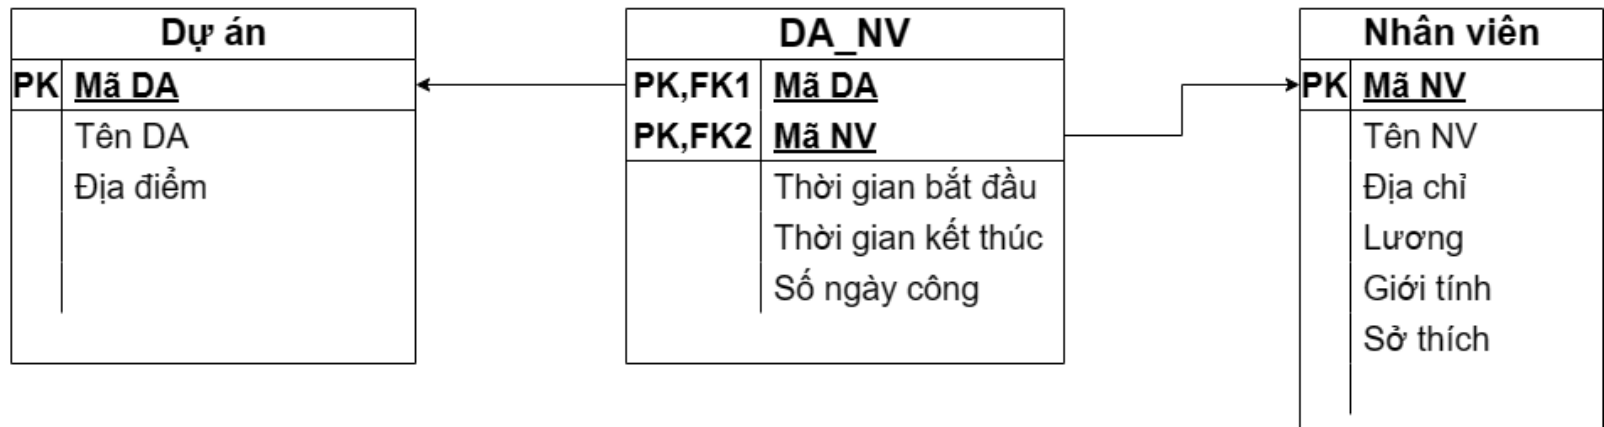 Dự án
PK Mã DA
Tên DA
Địa điểm
DA_NV
PK,FK1 Mã DA
PK,FK2 Mã NV
Thời gian bắt đầu
Thời gian kết thúc
Số ngày công
Nhân viên
PK Mã NV
Tên NV
Địa chỉ
Lương
Giới tính
Sở thích